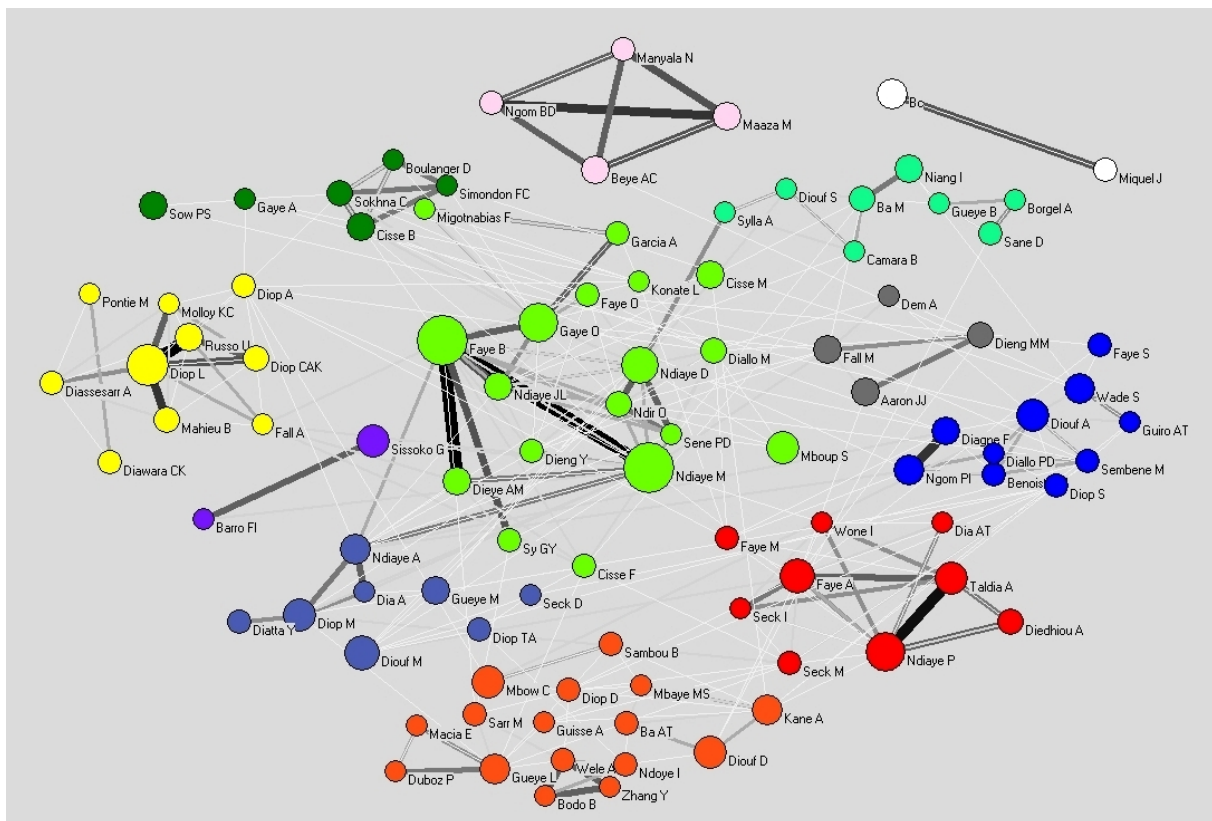 Manyala N
Ngom BD
Maaza M
Beye AC
Bc
Miquel J
Boulanger D
Sokhna C
Simondon FC
Sow PS
Gaye A
Migotnabias F
Cisse B
Garcia A
Diouf S
Sylla A
Ba M
Niang I
Gueye B
Borgel A
Sane D
Camara B
Pontie M
Diop A
Molloy KC
Russo U
Diop L
Diop CAK
Diassesarr A
Mahieu B
Fall A
Diawara CK
Faye O
Konate L
Cisse M
Gaye O
Faye B
Ndiaye JL
Ndiaye D
Diallo M
Ndir O
Sene PD
Dem A
Fall M
Dieng MM
Aaron JJ
Faye S
Wade S
Diouf A
Guiro AT
Diagne F
Diallo PD
Sembene M
Ngom PI
Benoist
Diop S
Sissoko G
Barro FI
Dieng Y
Dieye AM
Ndiaye M
Mboup S
Sy GY
Cisse F
Faye M
Wone I
Dia AT
Faye A
Taldia A
Seck I
Diedhiou A
Ndiaye P
Seck M
Ndiaye A
Dia A
Gueye M
Seck D
Diatta Y
Diop M
Diop TA
Diouf M
Sambou B
Mbow C
Diop D
Mbaye MS
Kane A
Sarr M
Guisse A
Ba AT
Macia E
Diouf D
Duboz P
Gueye L
Wele A
Ndoye I
Bodo B
Zhang Y